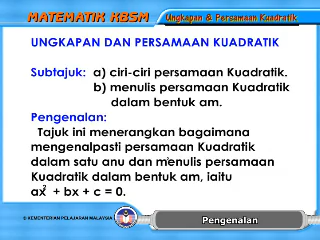 MATEMATIK KBSM
Ungkapan & Persamaan Kuadratik
UNGKAPAN DAN PERSAMAAN KUADRATIK
Subtajuk: a) ciri-ciri persamaan Kuadratik.
b) menulis persamaan Kuadratik
dalam bentuk am.
Pengenalan:
Tajuk ini menerangkan bagaimana
mengenalpasti persamaan Kuadratik
dalam satu anu dan menulis persamaan
Kuadratik dalam bentuk am, iaitu
ax² + bx + c = 0.
© KEMENTERIAN PELAJARAN MALAYSIA
Pengenalan